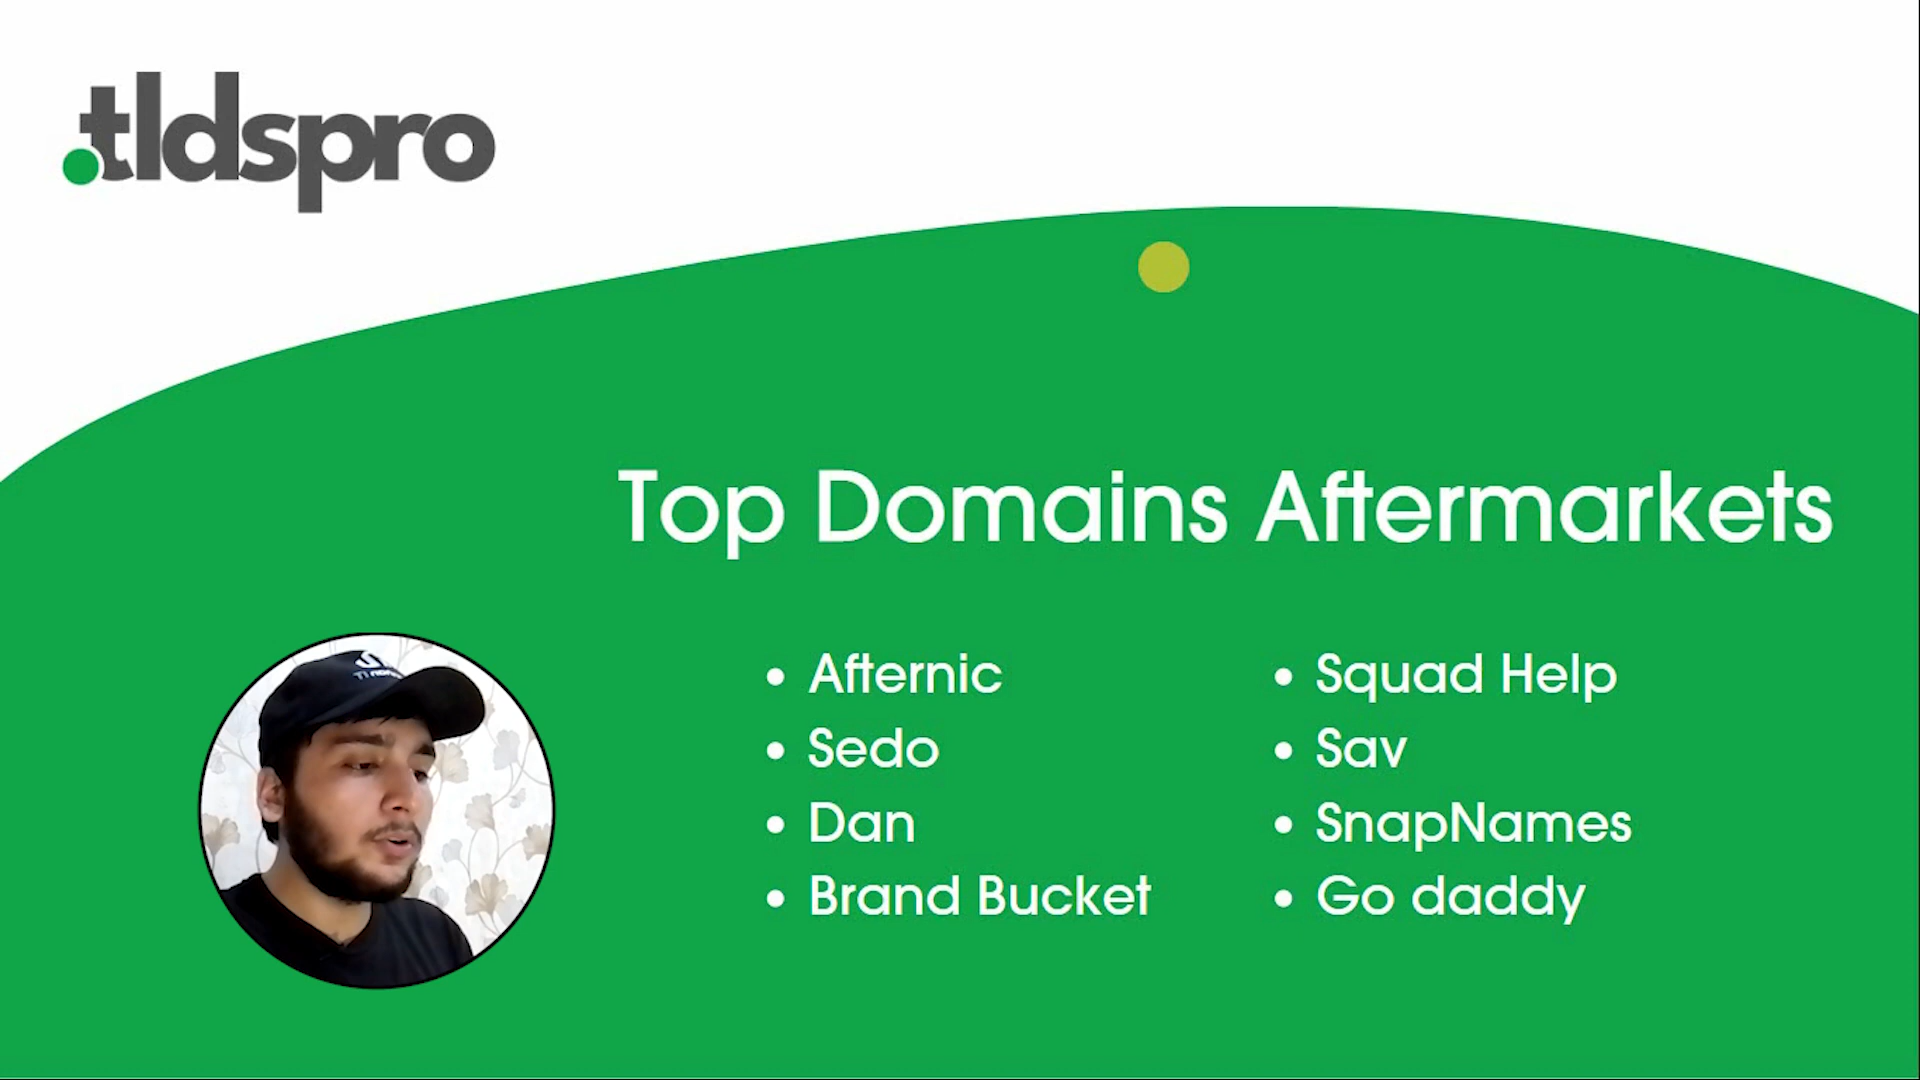 .tldspro
Top Domains Aftermarkets
• Afternic
• Sedo
• Dan
• Brand Bucket
• Squad Help
• Sav
• SnapNames
• Go daddy